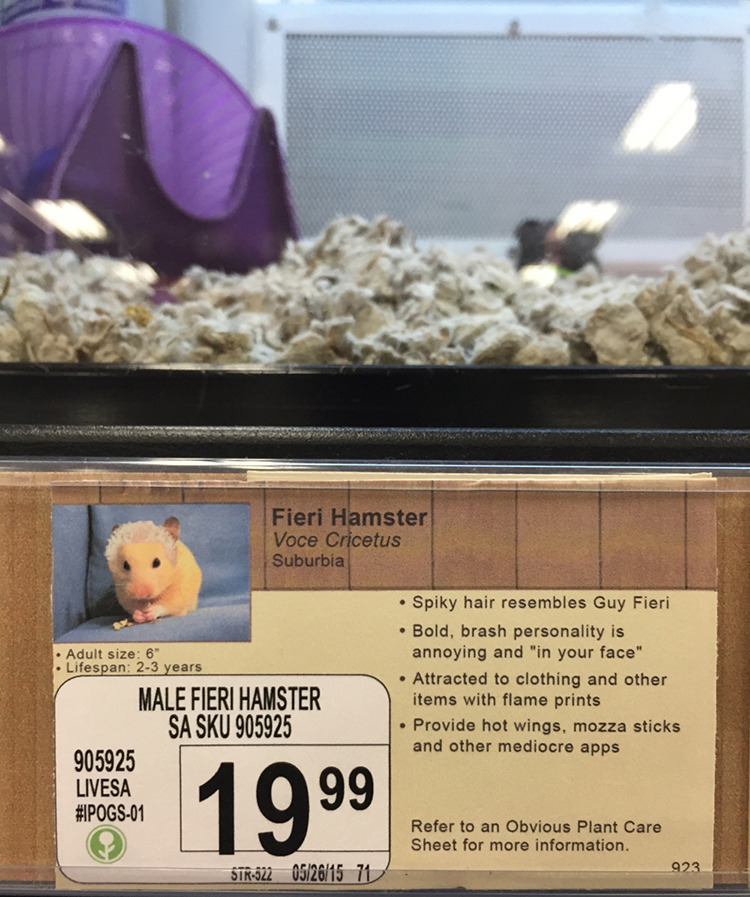 Fieri Hamster
Voce Cricetus
Suburbia
• Adult size: 6"
• Lifespan: 2-3 years
MALE FIERI HAMSTER
SA SKU 905925
905925
LIVESA
#IPOGS-01
19 99
STR-522 05/26/15 71
• Spiky hair resembles Guy Fieri
• Bold, brash personality is
annoying and "in your face"
• Attracted to clothing and other
items with flame prints
• Provide hot wings, mozza sticks
and other mediocre apps
Refer to an Obvious Plant Care
Sheet for more information.
923